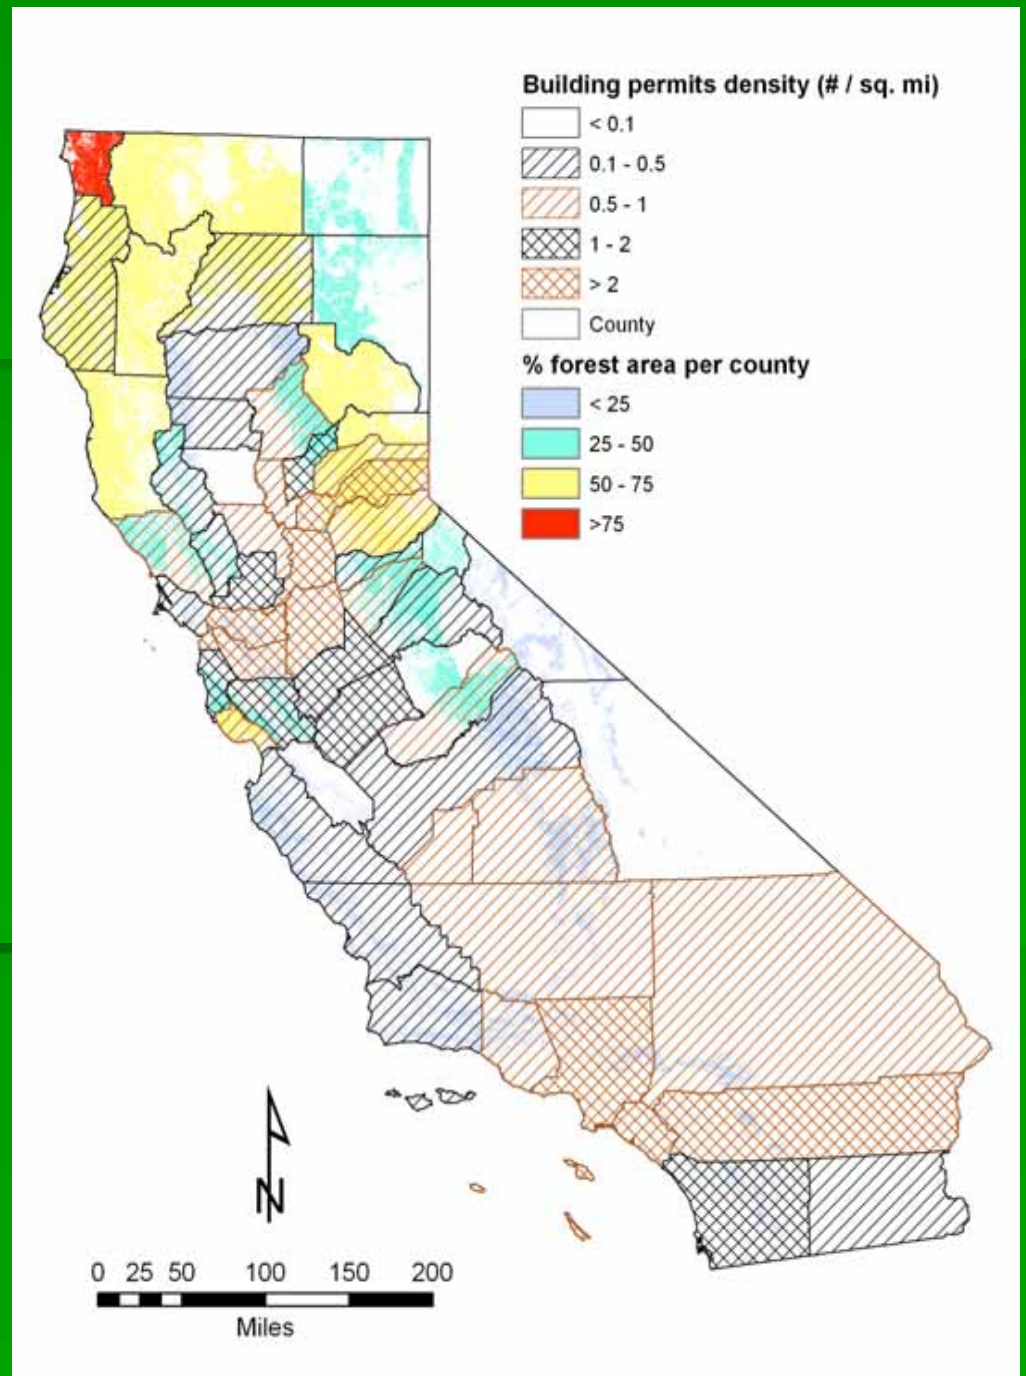 Building permits density (# / sq. mi)
< 0.1
0.1 - 0.5
0.5 - 1
1 - 2
> 2
County
% forest area per county
< 25
25 - 50
50 - 75
>75
N
0 25 50 100 150 200
Miles